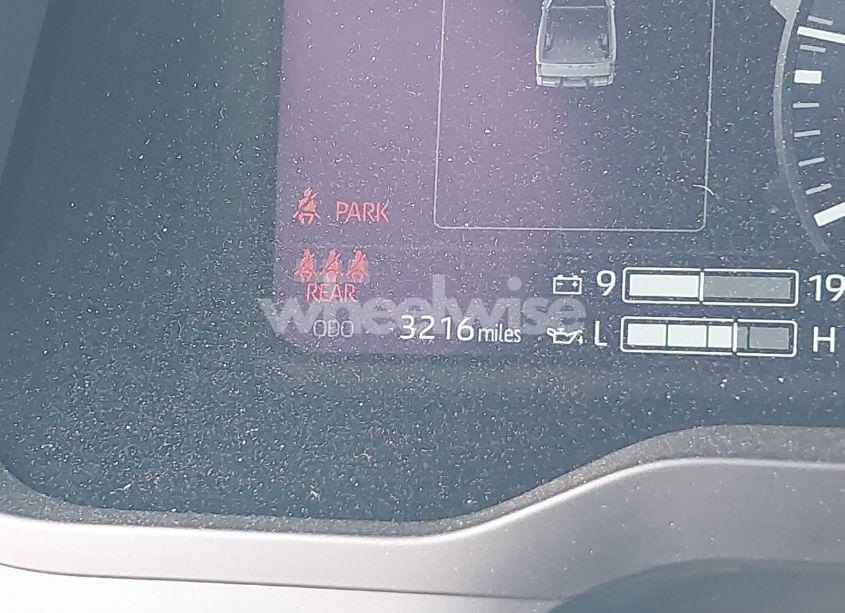 PARK
REAR
ODO 3216 miles
9 19
L H
wheelwise